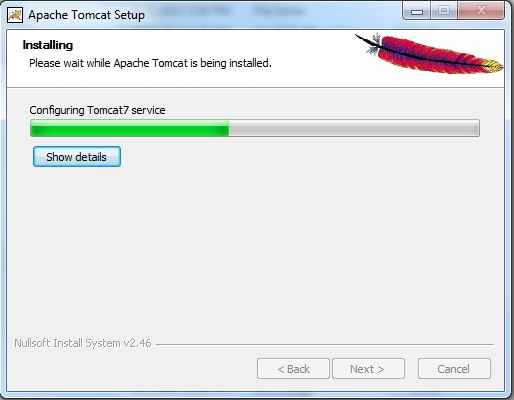 Apache Tomcat Setup
Installing
Please wait while Apache Tomcat is being installed.
Configuring Tomcat7 service
Show details
Nullsoft Install System v2.46
< Back
Next >
Cancel